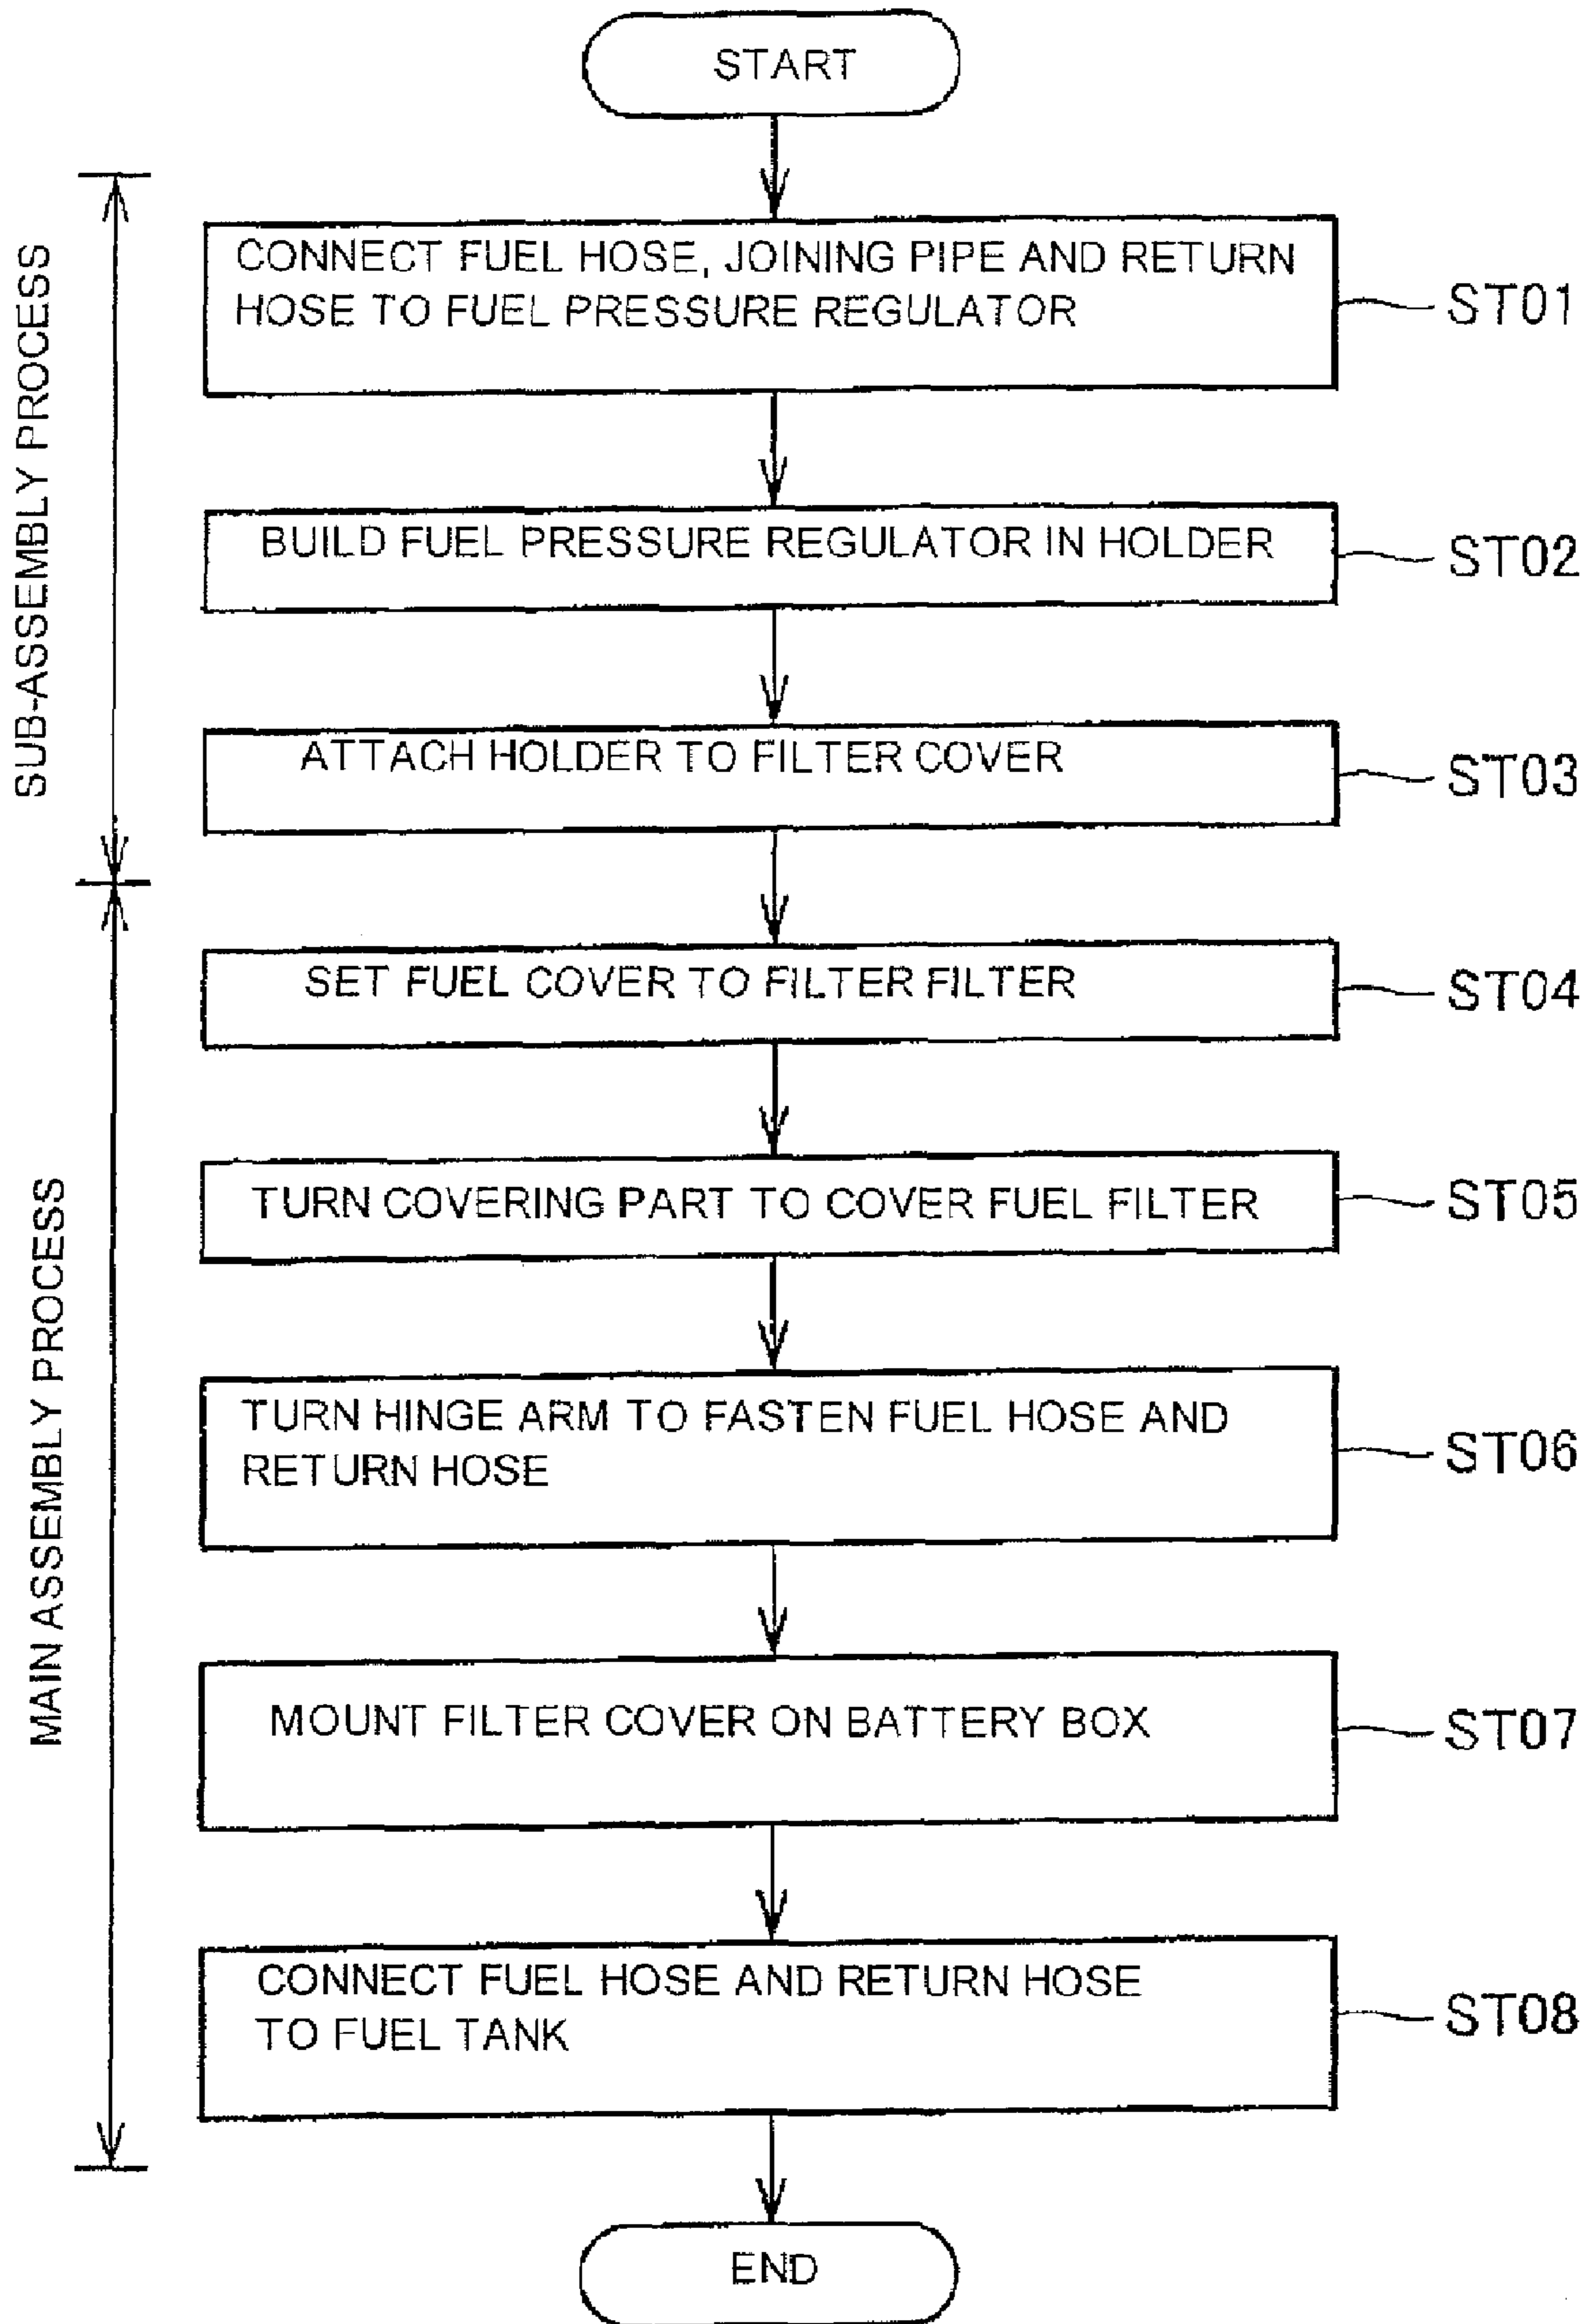 START
SUB-ASSEMBLY PROCESS
CONNECT FUEL HOSE, JOINING PIPE AND RETURN
HOSE TO FUEL PRESSURE REGULATOR
ST01
BUILD FUEL PRESSURE REGULATOR IN HOLDER
ST02
ATTACH HOLDER TO FILTER COVER
ST03
MAIN ASSEMBLY PROCESS
SET FUEL COVER TO FILTER FILTER
ST04
TURN COVERING PART TO COVER FUEL FILTER
ST05
TURN HINGE ARM TO FASTEN FUEL HOSE AND
RETURN HOSE
ST06
MOUNT FILTER COVER ON BATTERY BOX
ST07
CONNECT FUEL HOSE AND RETURN HOSE
TO FUEL TANK
ST08
END